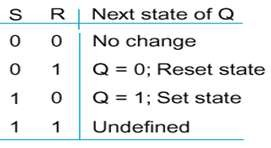 S R Next state of Q
0 0 No change
0 1 Q = 0; Reset state
1 0 Q = 1; Set state
1 1 Undefined